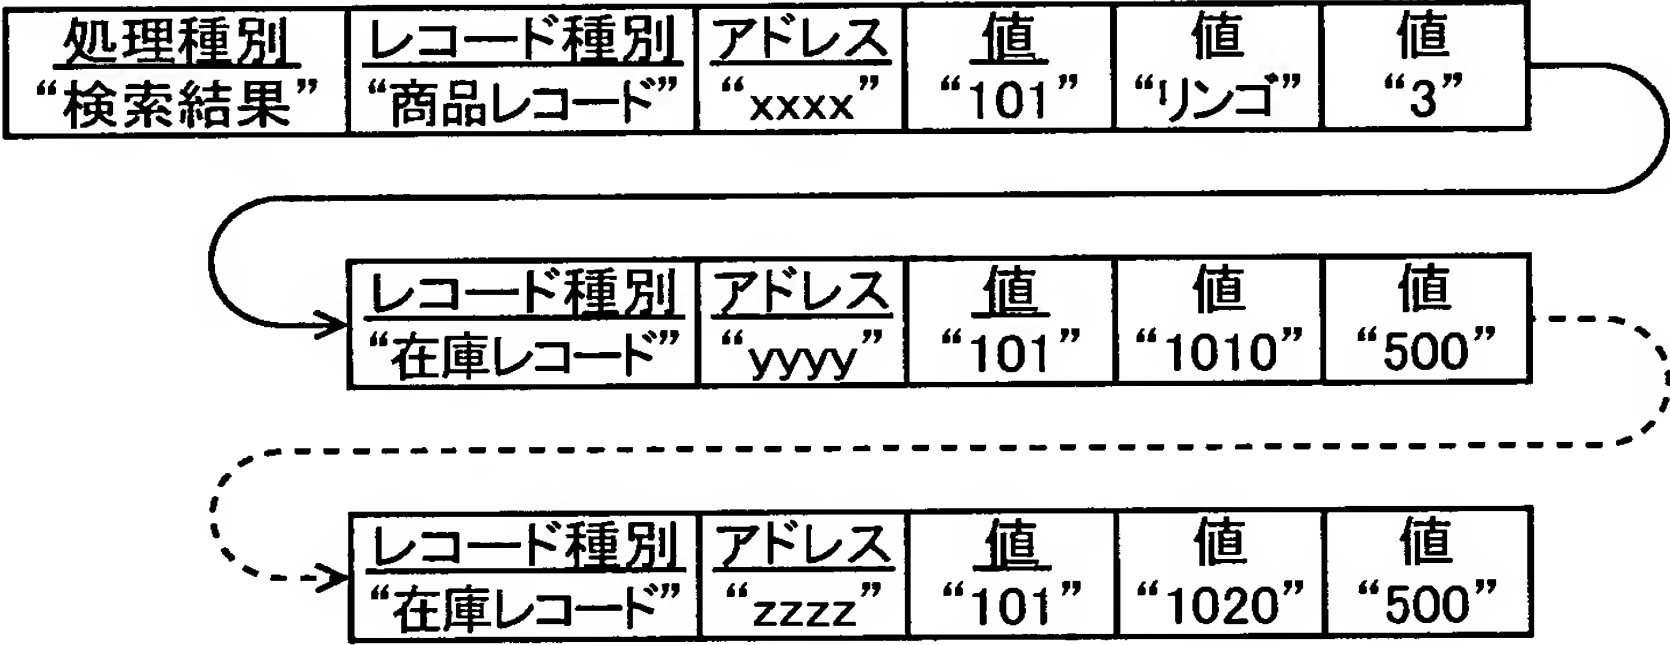 処理種別 レコード種別 アドレス 値 値 値
“検索結果” “商品レコード” “xxxx” “101” “リンゴ” “3”
レコード種別 アドレス 値 値 値
“在庫レコード” “yyyy” “101” “1010” “500”
レコード種別 アドレス 値 値 値
“在庫レコード” “zzzz” “101” “1020” “500”